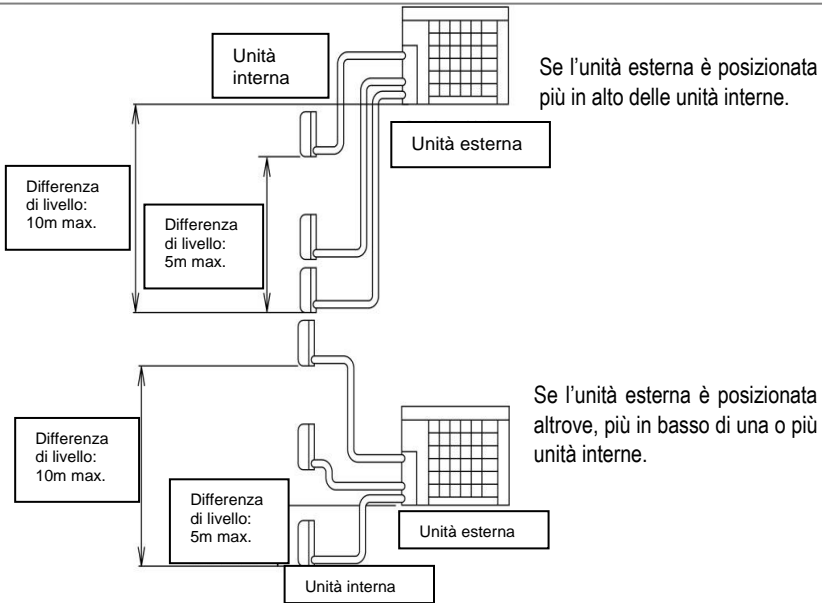 Unità
interna
Se l’unità esterna è posizionata
più in alto delle unità interne.
Unità esterna
Differenza
di livello:
10m max.
Differenza
di livello:
5m max.
Se l’unità esterna è posizionata
altrove, più in basso di una o più
unità interne.
Differenza
di livello:
10m max.
Differenza
di livello:
5m max.
Unità esterna
Unità interna